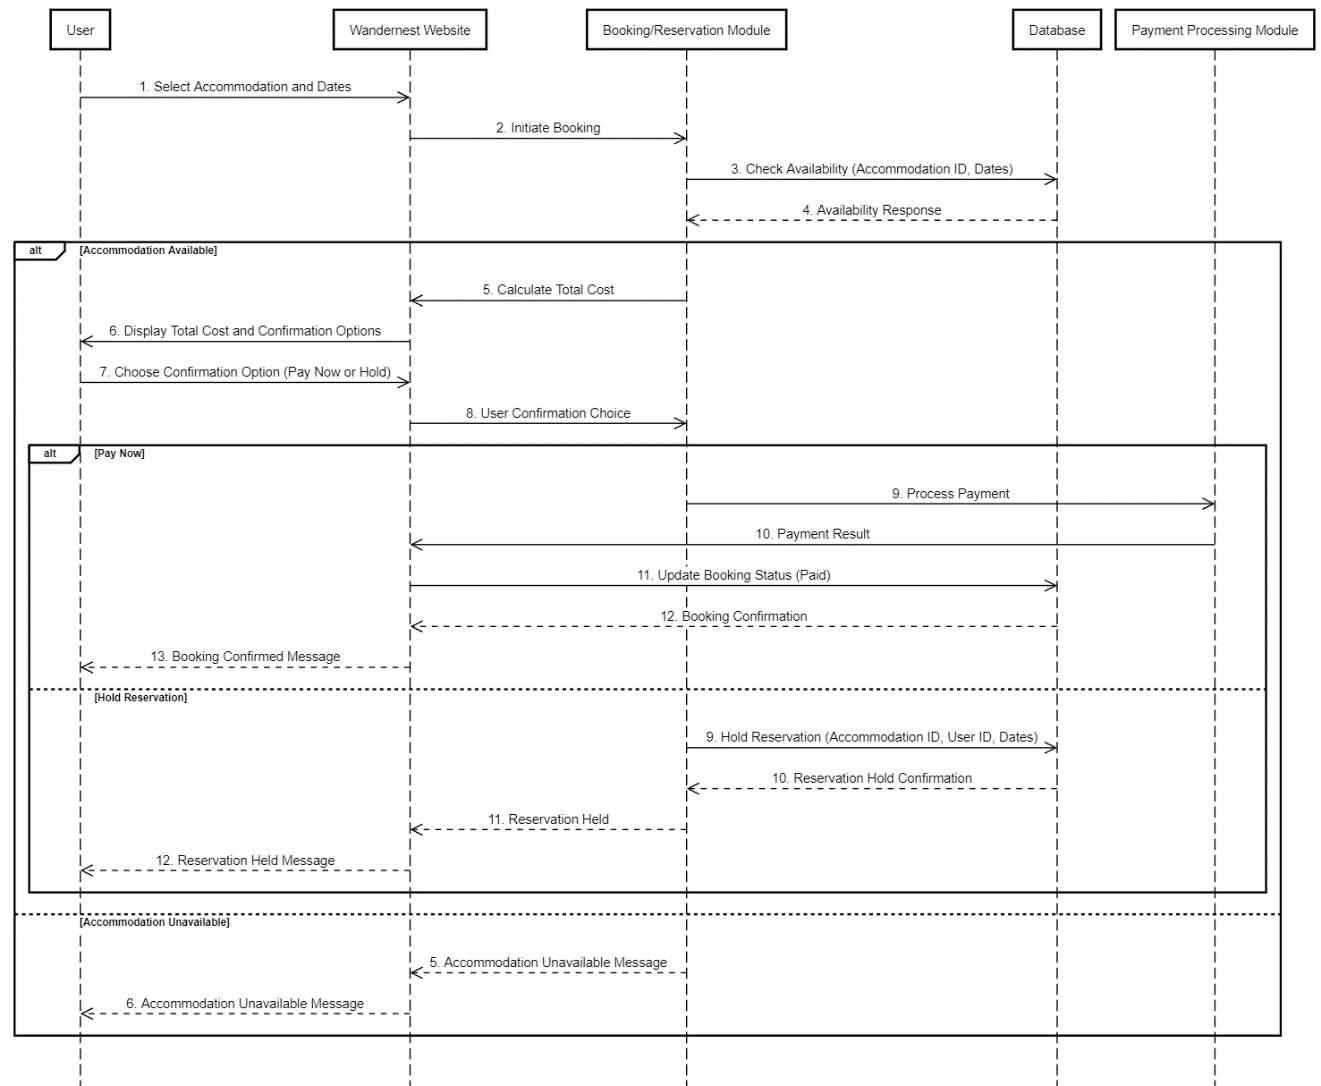 User
Wandernest Website
Booking/Reservation Module
Database
Payment Processing Module
1. Select Accommodation and Dates
2. Initiate Booking
3. Check Availability (Accommodation ID, Dates)
4. Availability Response
alt
[Accommodation Available]
5. Calculate Total Cost
6. Display Total Cost and Confirmation Options
7. Choose Confirmation Option (Pay Now or Hold)
8. User Confirmation Choice
alt
[Pay Now]
9. Process Payment
10. Payment Result
11. Update Booking Status (Paid)
12. Booking Confirmation
13. Booking Confirmed Message
[Hold Reservation]
9. Hold Reservation (Accommodation ID, User ID, Dates)
10. Reservation Hold Confirmation
11. Reservation Held
12. Reservation Held Message
[Accommodation Unavailable]
5. Accommodation Unavailable Message
6. Accommodation Unavailable Message